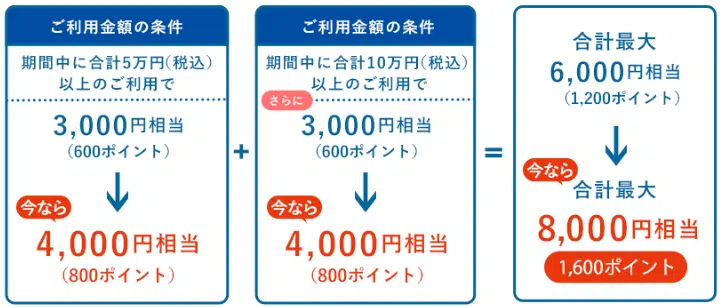 ご利用金額の条件
期間中に合計5万円(税込)
以上のご利用で
3,000円相当
(600ポイント)
今なら
4,000円相当
(800ポイント)
+
ご利用金額の条件
期間中に合計10万円(税込)
以上のご利用で
さらに
3,000円相当
(600ポイント)
今なら
4,000円相当
(800ポイント)
=
合計最大
6,000円相当
(1,200ポイント)
今なら
合計最大
8,000円相当
1,600ポイント